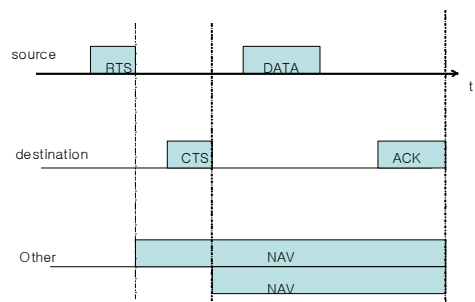 source
RTS
DATA
t
destination
CTS
ACK
Other
NAV
NAV